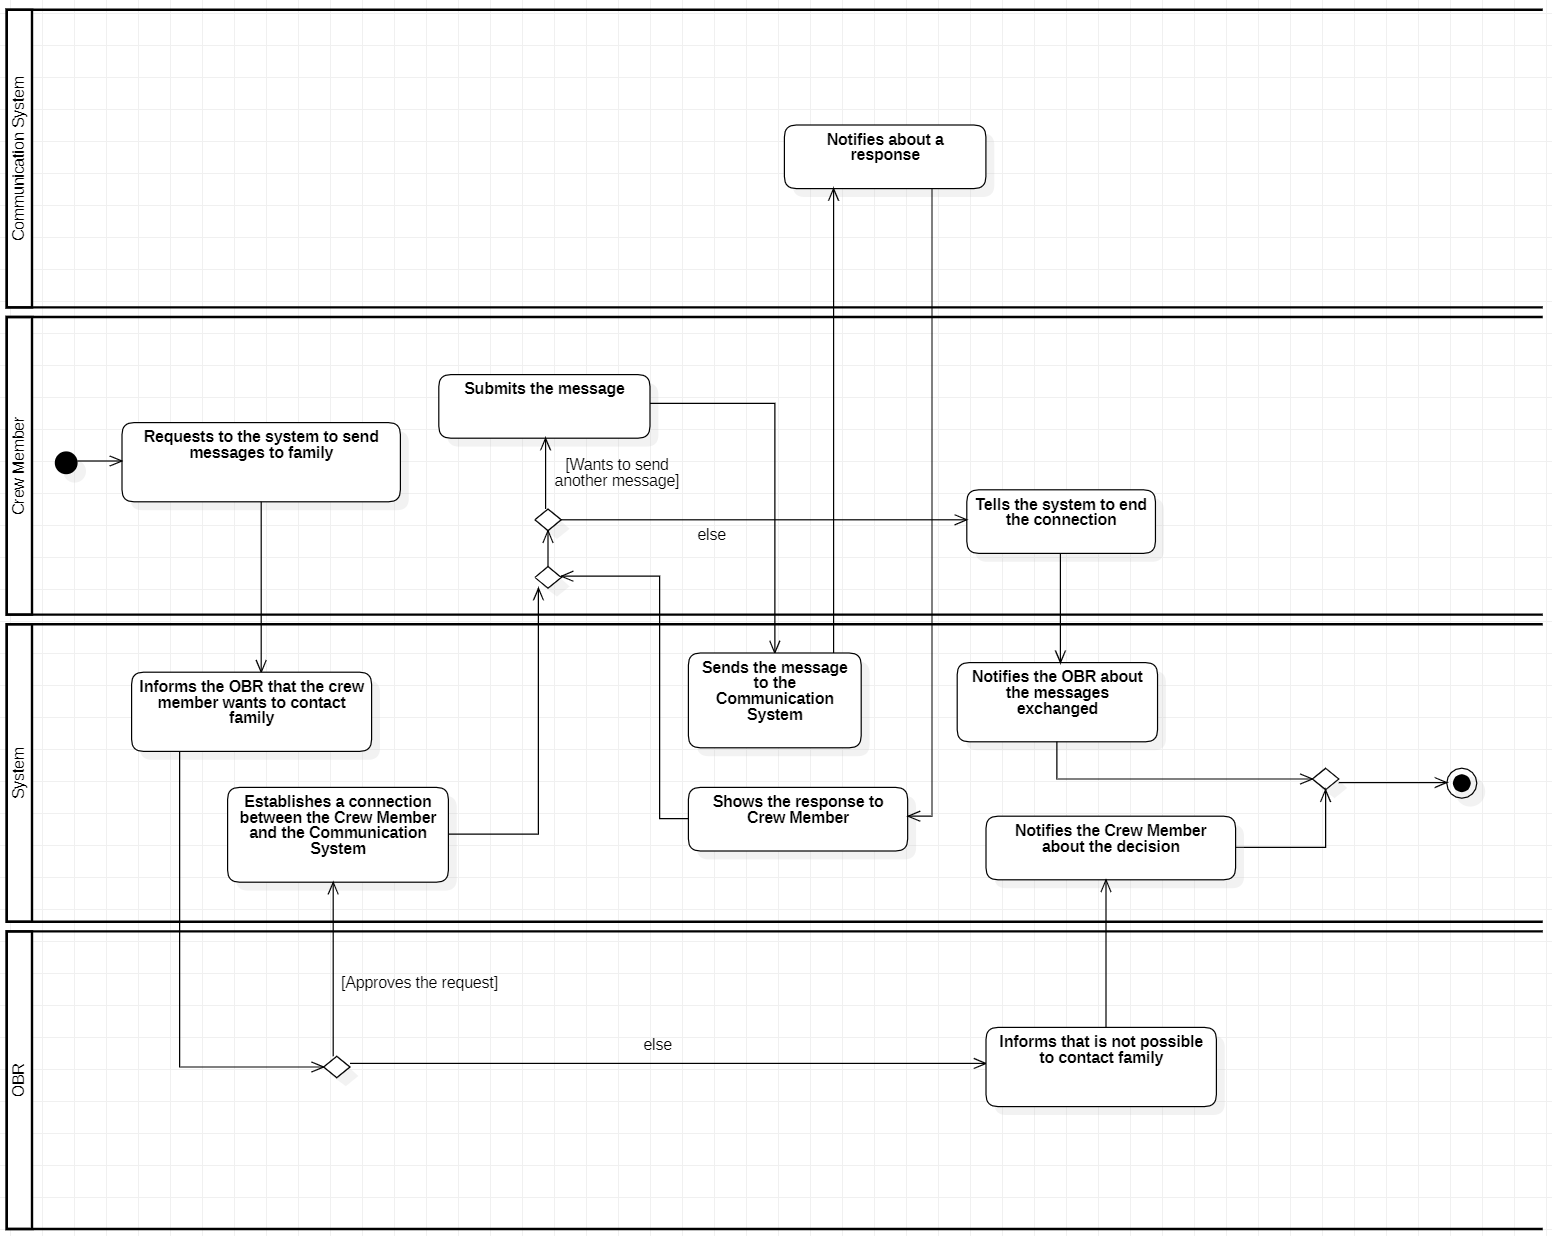 Communication System
Notifies about a
response
Crew Member
Submits the message
Requests to the system to send
messages to family
[Wants to send
another message]
else
Tells the system to end
the connection
System
Informs the OBR that the crew
member wants to contact
family
Sends the message
to the
Communication
System
Notifies the OBR about
the messages
exchanged
Establishes a connection
between the Crew Member
and the Communication
System
Shows the response to
Crew Member
Notifies the Crew Member
about the decision
OBR
[Approves the request]
else
Informs that is not possible
to contact family